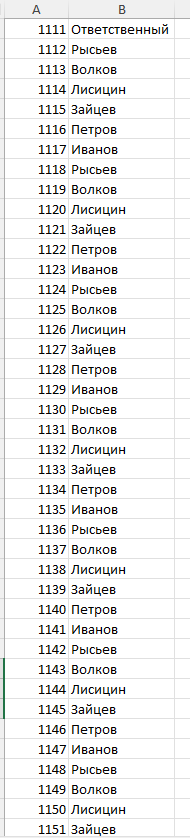 A B
1111 Ответственный
1112 Рысьев
1113 Волков
1114 Лисицин
1115 Зайцев
1116 Петров
1117 Иванов
1118 Рысьев
1119 Волков
1120 Лисицин
1121 Зайцев
1122 Петров
1123 Иванов
1124 Рысьев
1125 Волков
1126 Лисицин
1127 Зайцев
1128 Петров
1129 Иванов
1130 Рысьев
1131 Волков
1132 Лисицин
1133 Зайцев
1134 Петров
1135 Иванов
1136 Рысьев
1137 Волков
1138 Лисицин
1139 Зайцев
1140 Петров
1141 Иванов
1142 Рысьев
1143 Волков
1144 Лисицин
1145 Зайцев
1146 Петров
1147 Иванов
1148 Рысьев
1149 Волков
1150 Лисицин
1151 Зайцев